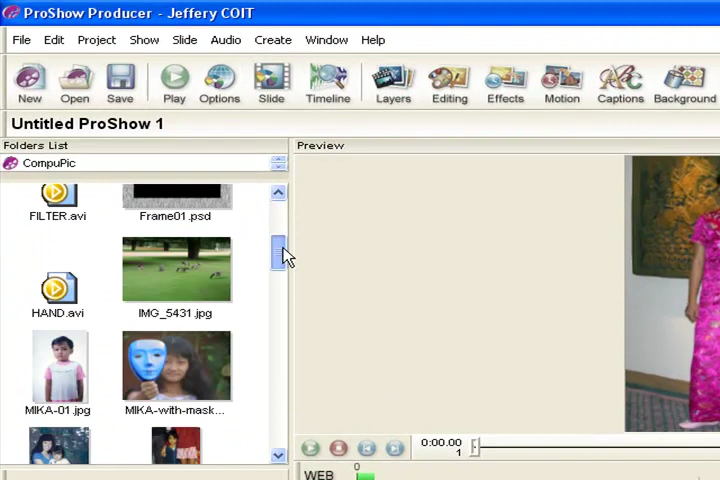 ProShow Producer - Jeffery COIT
File Edit Project Show Slide Audio Create Window Help
New Open Save Play Options Slide Timeline Layers Editing Effects Motion Captions Background
Untitled ProShow 1
Folders List Preview
CompuPic
FILTER.avi Frame01.psd
HAND.avi IMG_5431.jpg
MIKA-01.jpg MIKA-with-mask...
0:00.00
1
WEB 0